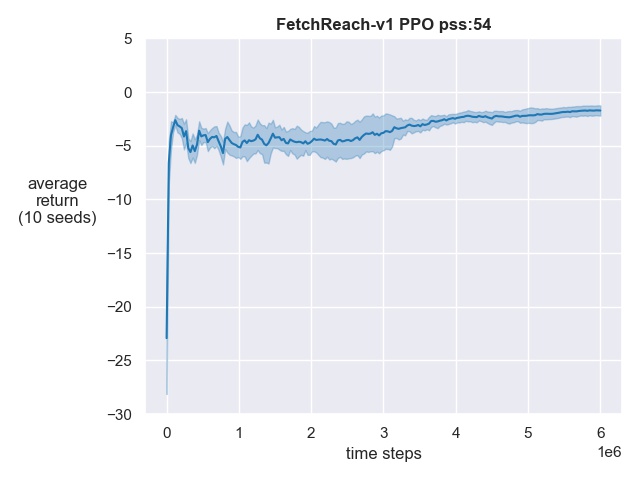 FetchReach-v1 PPO pss:54
5
0
−5
−10
−15
−20
−25
−30
average
return
(10 seeds)
0 1 2 3 4 5 6
1e6
time steps